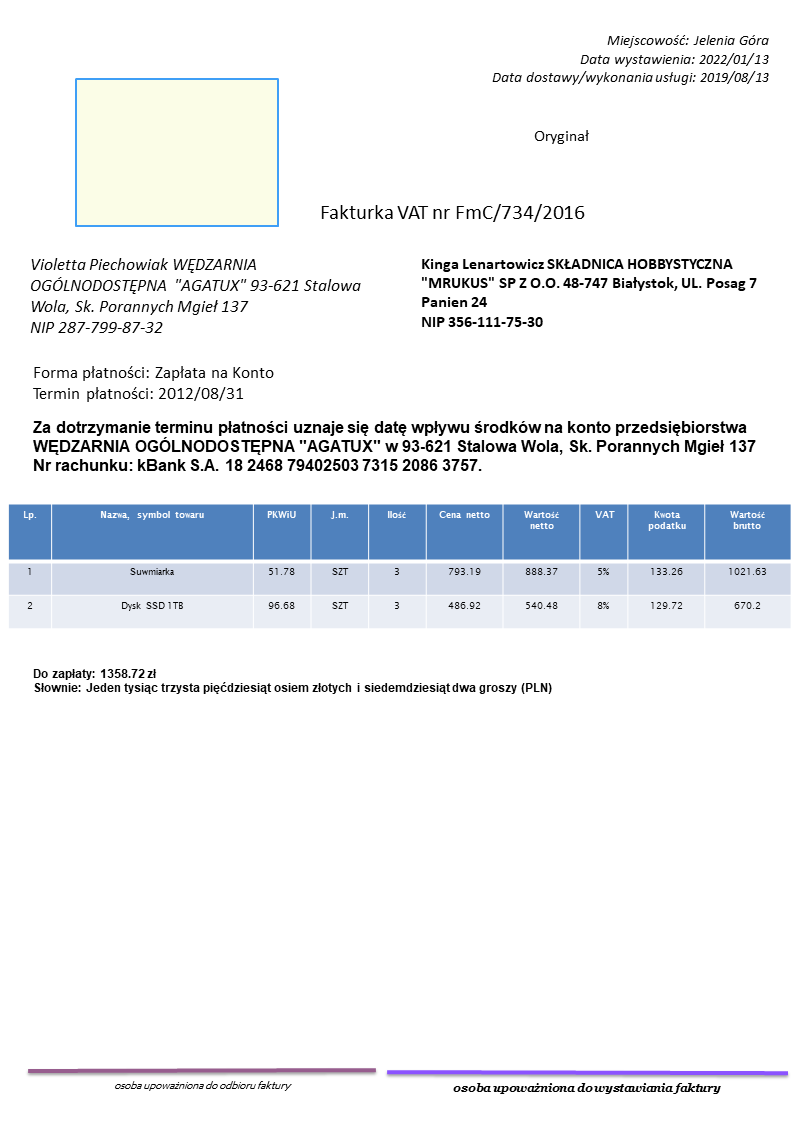 Miejscowość: Jelenia Góra
Data wystawienia: 2022/01/13
Data dostawy/wykonania usługi: 2019/08/13
Oryginał
Fakturka VAT nr FmC/734/2016
Violetta Piechowiak WĘDZARNIA
OGÓLNODOSTĘPNA "AGATUX" 93-621 Stalowa
Wola, Sk. Porannych Mgieł 137
NIP 287-799-87-32
Kinga Lenartowicz SKŁADNICA HOBBYSTYCZNA
"MRUKUS" SP Z O.O. 48-747 Białystok, UL. Posag 7
Panien 24
NIP 356-111-75-30
Forma płatności: Zapłata na Konto
Termin płatności: 2012/08/31
Za dotrzymanie terminu płatności uznaje się datę wpływu środków na konto przedsiębiorstwa
WĘDZARNIA OGÓLNODOSTĘPNA "AGATUX" w 93-621 Stalowa Wola, Sk. Porannych Mgieł 137
Nr rachunku: kBank S.A. 18 2468 79402503 7315 2086 3757.
Lp. Nazwa, symbol towaru PKWiU J.m. Ilość Cena netto Wartość netto VAT Kwota podatku Wartość brutto
1 Suwmiarka 51.78 SZT 3 793.19 888.37 5% 133.26 1021.63
2 Dysk SSD 1TB 96.68 SZT 3 486.92 540.48 8% 129.72 670.2
Do zapłaty: 1358.72 zł
Słownie: Jeden tysiąc trzysta pięćdziesiąt osiem złotych i siedemdziesiąt dwa groszy (PLN)
osoba upoważniona do odbioru faktury
osoba upoważniona do wystawiania faktury